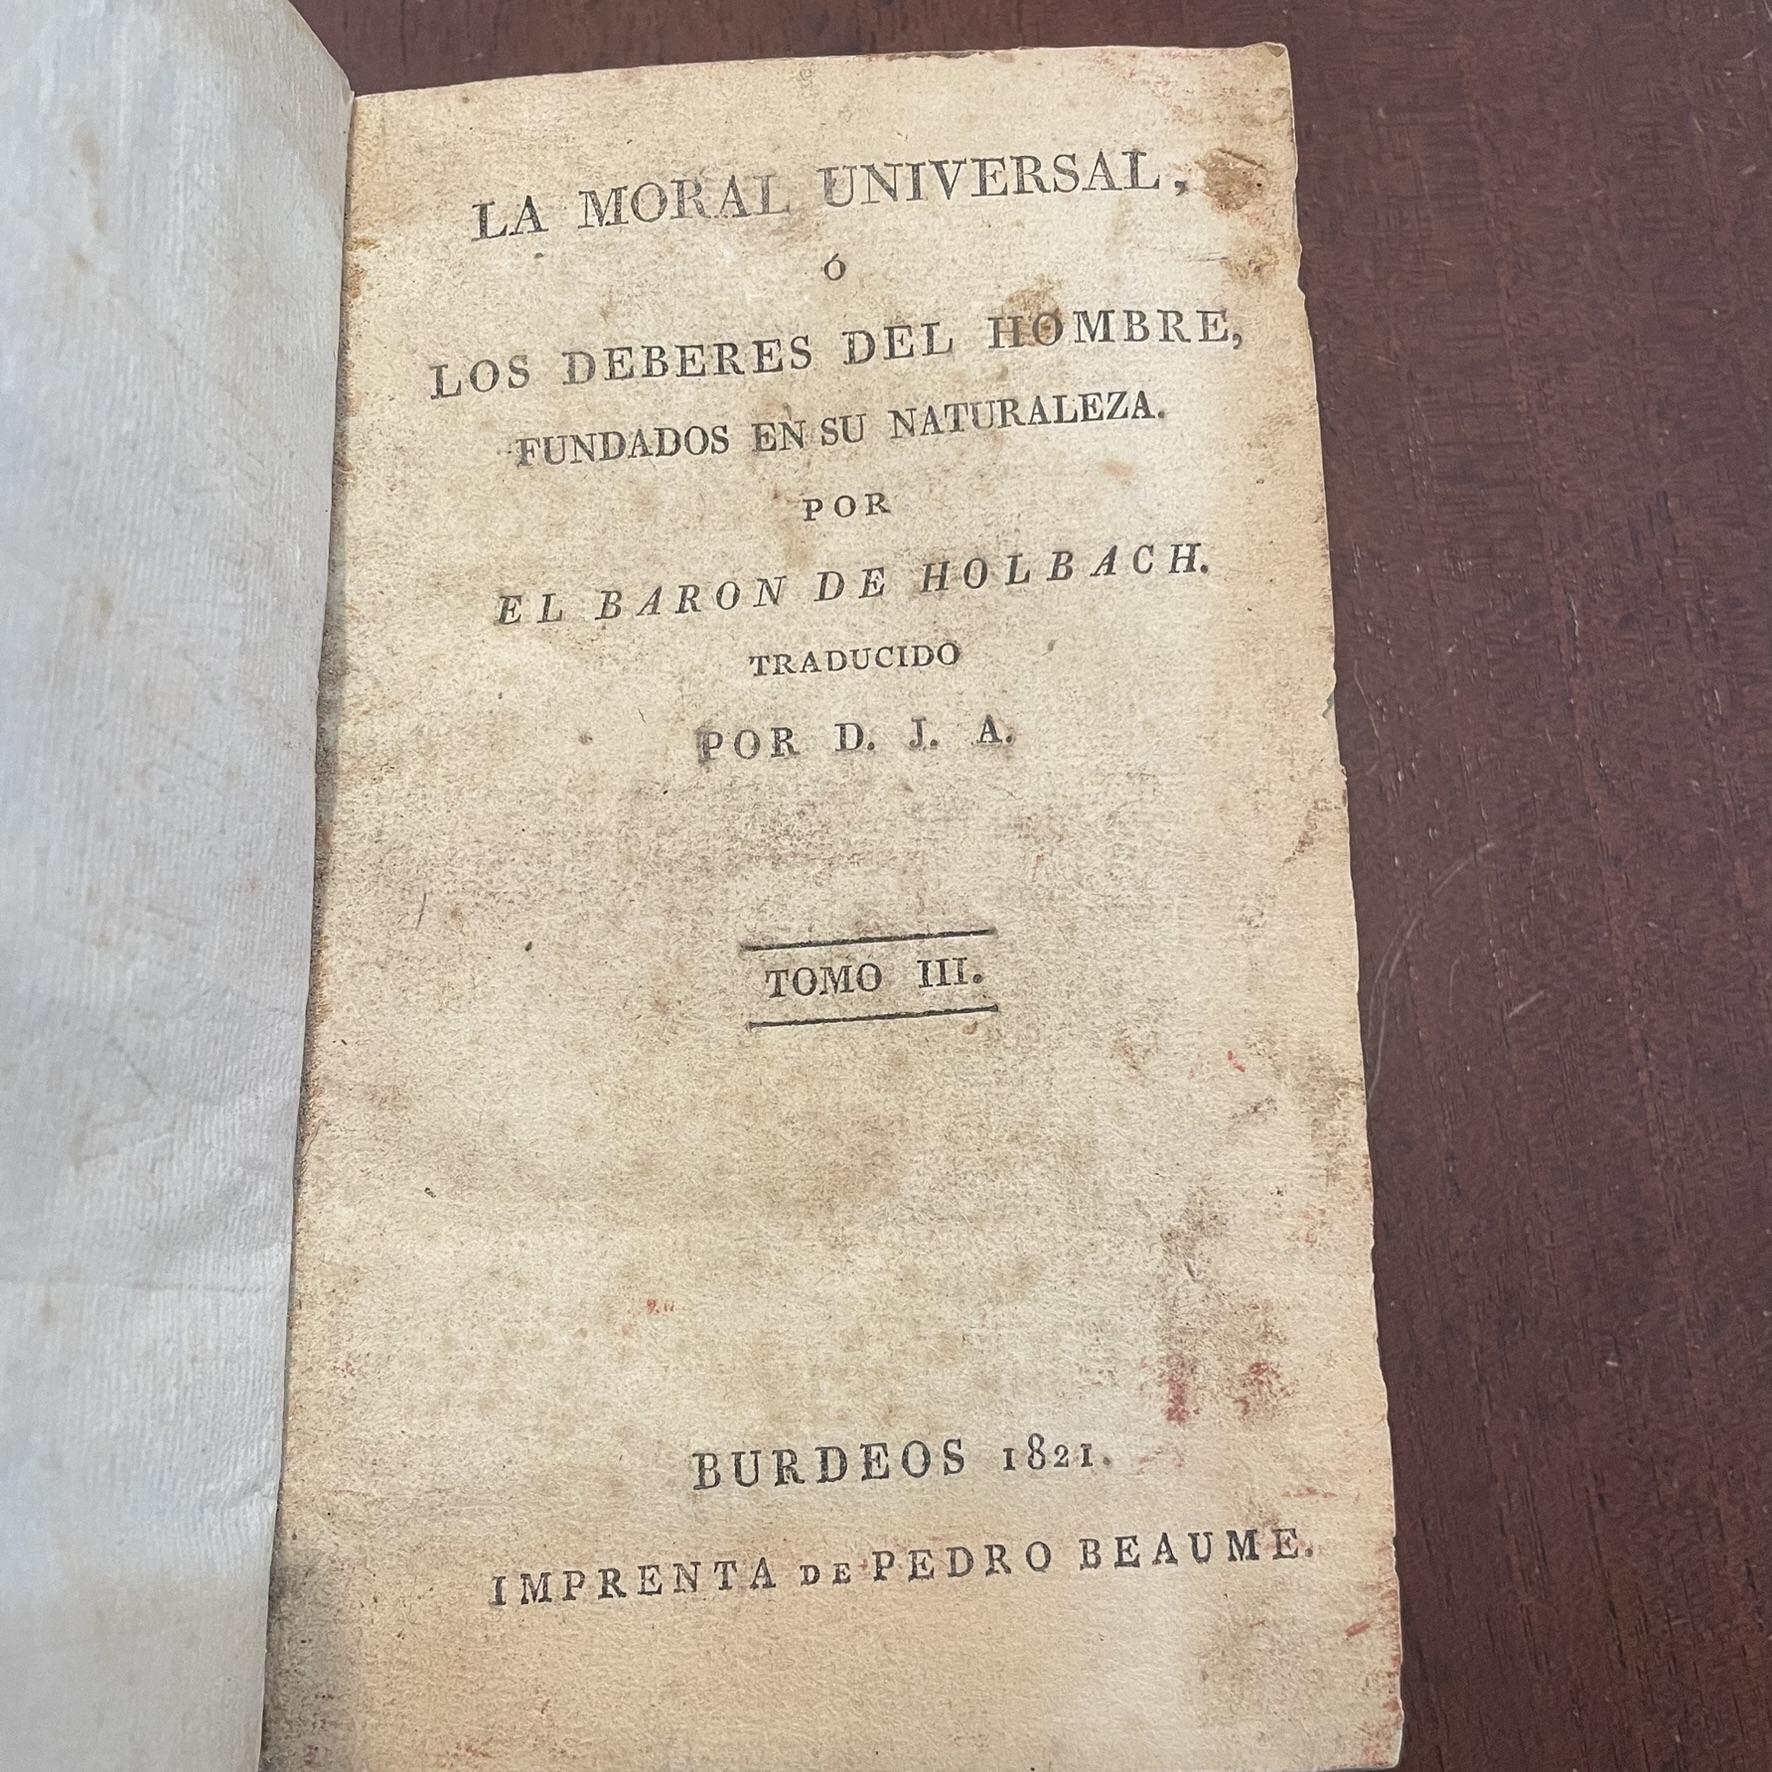 LA MORAL UNIVERSAL,
Ó
LOS DEBERES DEL HOMBRE,
FUNDADOS EN SU NATURALEZA.
POR
EL BARON DE HOLBACH.
TRADUCIDO
POR D. J. A.
TOMO III.
BURDEOS 1821.
IMPRENTA DE PEDRO BEAUME.